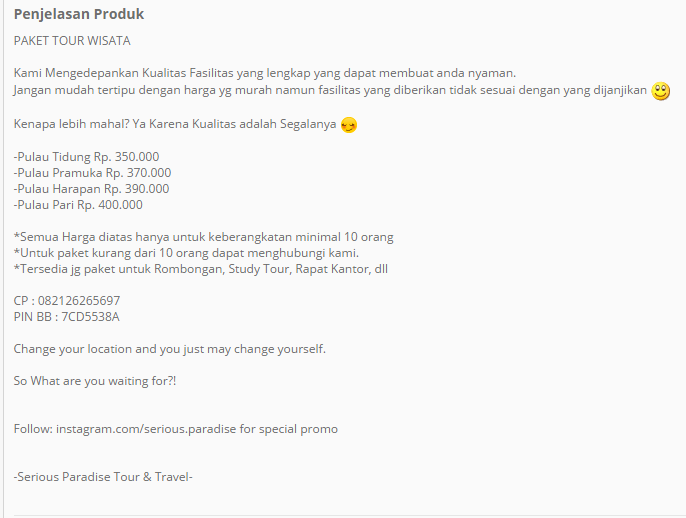 Penjelasan Produk
PAKET TOUR WISATA
Kami Mengedepankan Kualitas Fasilitas yang lengkap yang dapat membuat anda nyaman.
Jangan mudah tertipu dengan harga yg murah namun fasilitas yang diberikan tidak sesuai dengan yang dijanjikan
Kenapa lebih mahal? Ya Karena Kualitas adalah Segalanya
-Pulau Tidung Rp. 350.000
-Pulau Pramuka Rp. 370.000
-Pulau Harapan Rp. 390.000
-Pulau Pari Rp. 400.000
*Semua Harga diatas hanya untuk keberangkatan minimal 10 orang
*Untuk paket kurang dari 10 orang dapat menghubungi kami.
*Tersedia jg paket untuk Rombongan, Study Tour, Rapat Kantor, dll
CP : 082126265697
PIN BB : 7CD5538A
Change your location and you just may change yourself.
So What are you waiting for?!
Follow: instagram.com/serious.paradise for special promo
-Serious Paradise Tour & Travel-